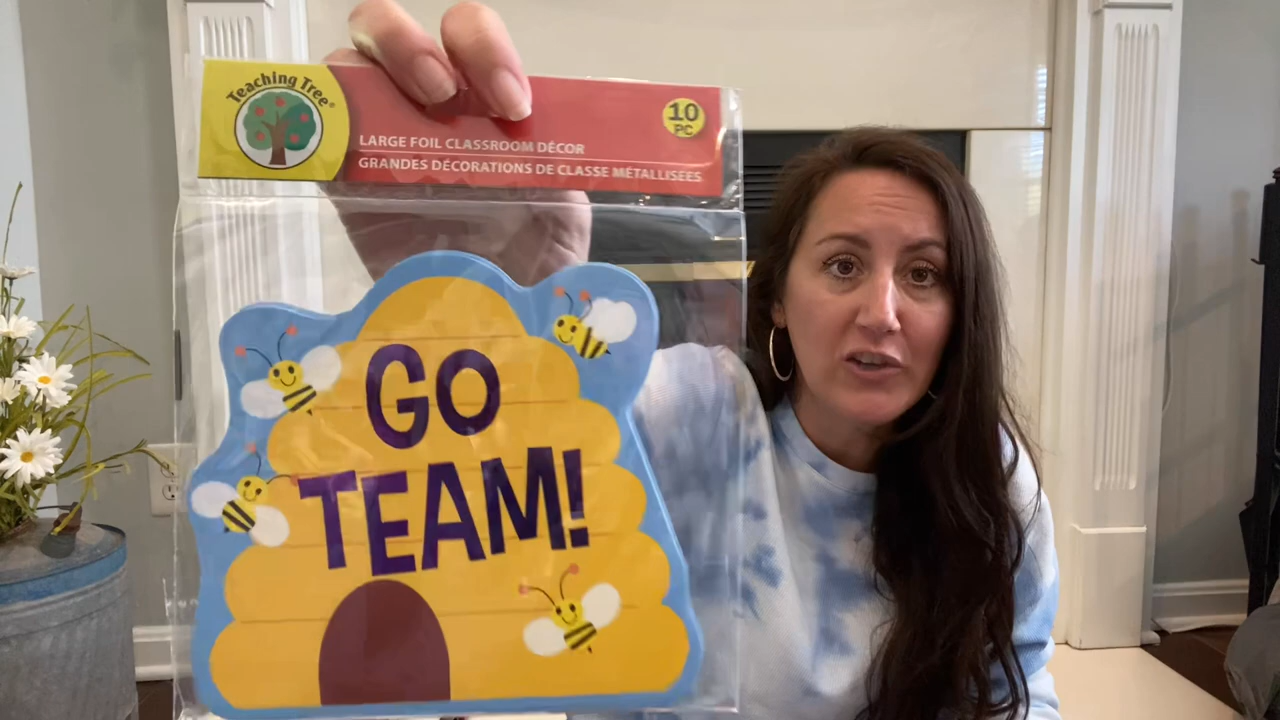 Teaching Tree®
10
PC
LARGE FOIL CLASSROOM DÉCOR
GRANDES DÉCORATIONS DE CLASSE MÉTALLISÉES
GO
TEAM!